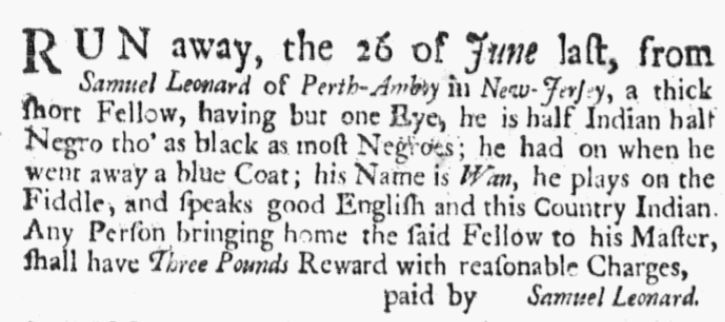 RUN away, the 26 of June laſt, from
Samuel Leonard of Perth-Amboy in New-Jerſey, a thick
ſhort Fellow, having but one Eye, he is half Indian half
Negro tho' as black as moſt Negroes; he had on when he
went away a blue Coat; his Name is Wan, he plays on the
Fiddle, and ſpeaks good Engliſh and this Country Indian.
Any Perſon bringing home the ſaid Fellow to his Maſter,
ſhall have Three Pounds Reward with reaſonable Charges,
paid by Samuel Leonard.